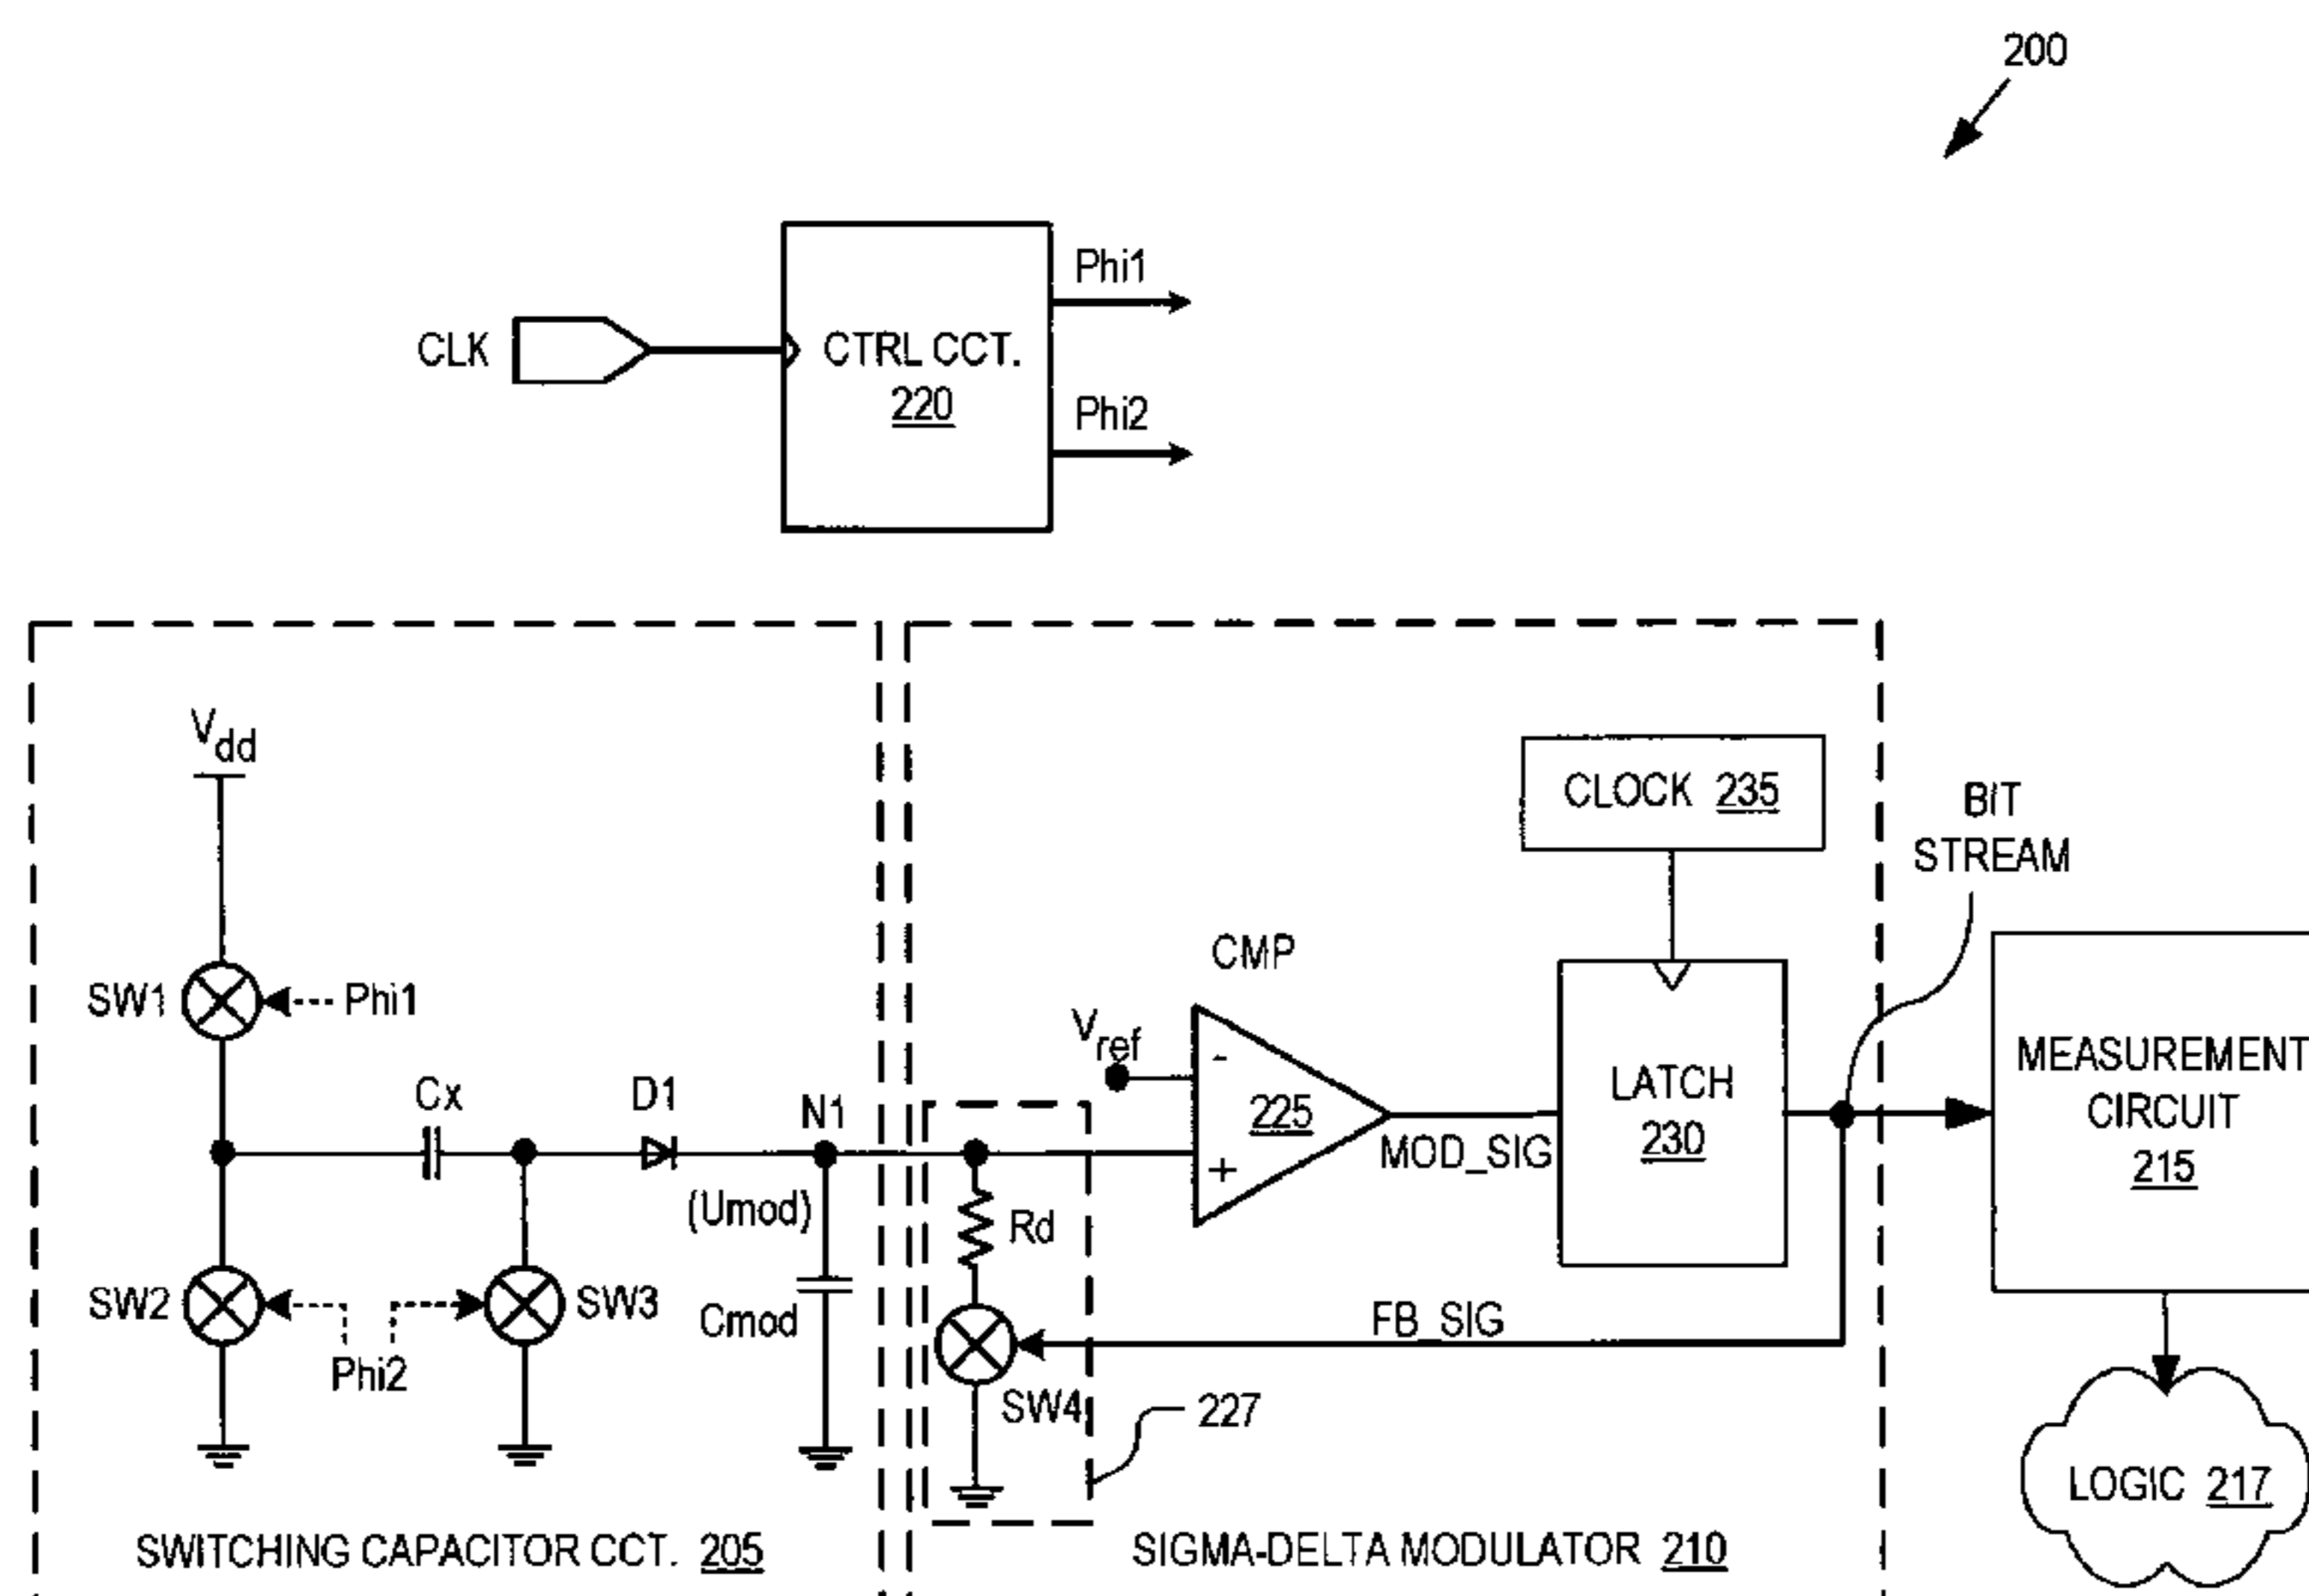 200
Phi1
CLK
CTRL CCT.
220
Phi2
Vdd
CLOCK 235
BIT
STREAM
CMP
SW1
Phi1
Vref
MEASUREMENT
CIRCUIT
215
LATCH
230
225
-
+
Cx
D1
N1
MOD_SIG
(Umod)
Rd
SW2
SW3
Cmod
FB_SIG
Phi2
SW4
227
LOGIC 217
SWITCHING CAPACITOR CCT. 205
SIGMA-DELTA MODULATOR 210